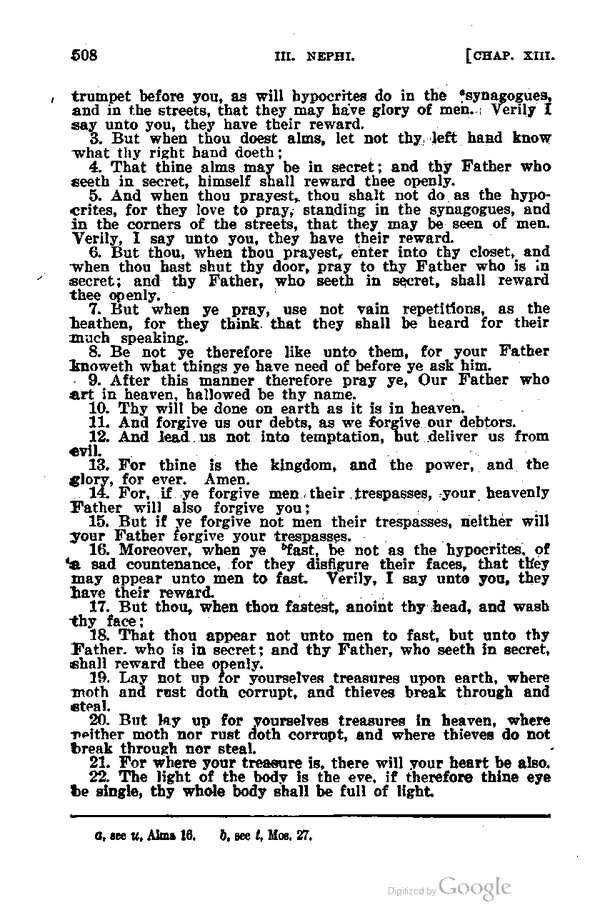 508 III. NEPHI. [CHAP. XIII.
trumpet before you, as will hypocrites do in the ᵃsynagogues,
and in the streets, that they may have glory of men. Verily I
say unto you, they have their reward.
3. But when thou doest alms, let not thy left hand know
what thy right hand doeth;
4. That thine alms may be in secret; and thy Father who
seeth in secret, himself shall reward thee openly.
5. And when thou prayest, thou shalt not do as the hypo-
crites, for they love to pray, standing in the synagogues, and
in the corners of the streets, that they may be seen of men.
Verily, I say unto you, they have their reward.
6. But thou, when thou prayest, enter into thy closet, and
when thou hast shut thy door, pray to thy Father who is in
secret; and thy Father, who seeth in secret, shall reward
thee openly.
7. But when ye pray, use not vain repetitions, as the
heathen, for they think that they shall be heard for their
much speaking.
8. Be not ye therefore like unto them, for your Father
knoweth what things ye have need of before ye ask him.
9. After this manner therefore pray ye, Our Father who
art in heaven, hallowed be thy name.
10. Thy will be done on earth as it is in heaven.
11. And forgive us our debts, as we forgive our debtors.
12. And lead us not into temptation, but deliver us from
evil.
13. For thine is the kingdom, and the power, and the
glory, for ever. Amen.
14. For, if ye forgive men their trespasses, your heavenly
Father will also forgive you;
15. But if ye forgive not men their trespasses, neither will
your Father forgive your trespasses.
16. Moreover, when ye ᵇfast, be not as the hypocrites, of
a sad countenance, for they disfigure their faces, that they
may appear unto men to fast. Verily, I say unto you, they
have their reward.
17. But thou, when thou fastest, anoint thy head, and wash
thy face;
18. That thou appear not unto men to fast, but unto thy
Father, who is in secret; and thy Father, who seeth in secret,
shall reward thee openly.
19. Lay not up for yourselves treasures upon earth, where
moth and rust doth corrupt, and thieves break through and
steal.
20. But lay up for yourselves treasures in heaven, where
neither moth nor rust doth corrupt, and where thieves do not
break through nor steal.
21. For where your treasure is, there will your heart be also.
22. The light of the body is the eye, if therefore thine eye
be single, thy whole body shall be full of light.
a, see u, Alma 16. b, see t, Mos. 27.
Digitized by Google